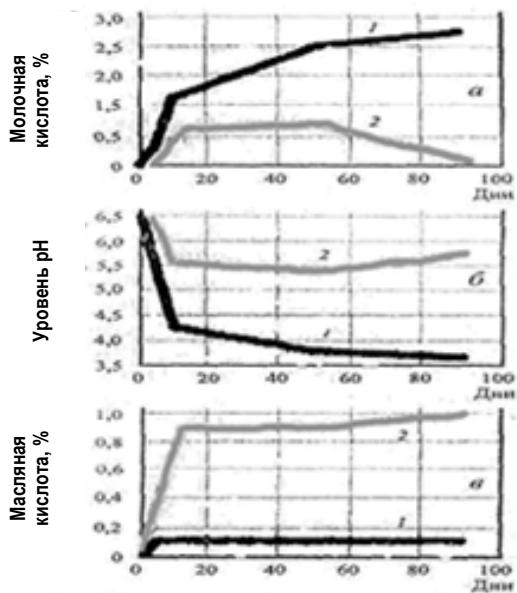 Молочная
кислота, %
3,0
2,5
2,0
1,5
0,5
0
1
2
а
0 20 40 60 80 100
Дни
Уровень pH
6,5
6,0
5,5
5,0
4,5
4,0
3,5
2
1
б
0 20 40 60 80 100
Дни
Масляная
кислота, %
1,0
0,8
0,6
0,4
0,2
0
2
1
в
0 20 40 60 80 100
Дни